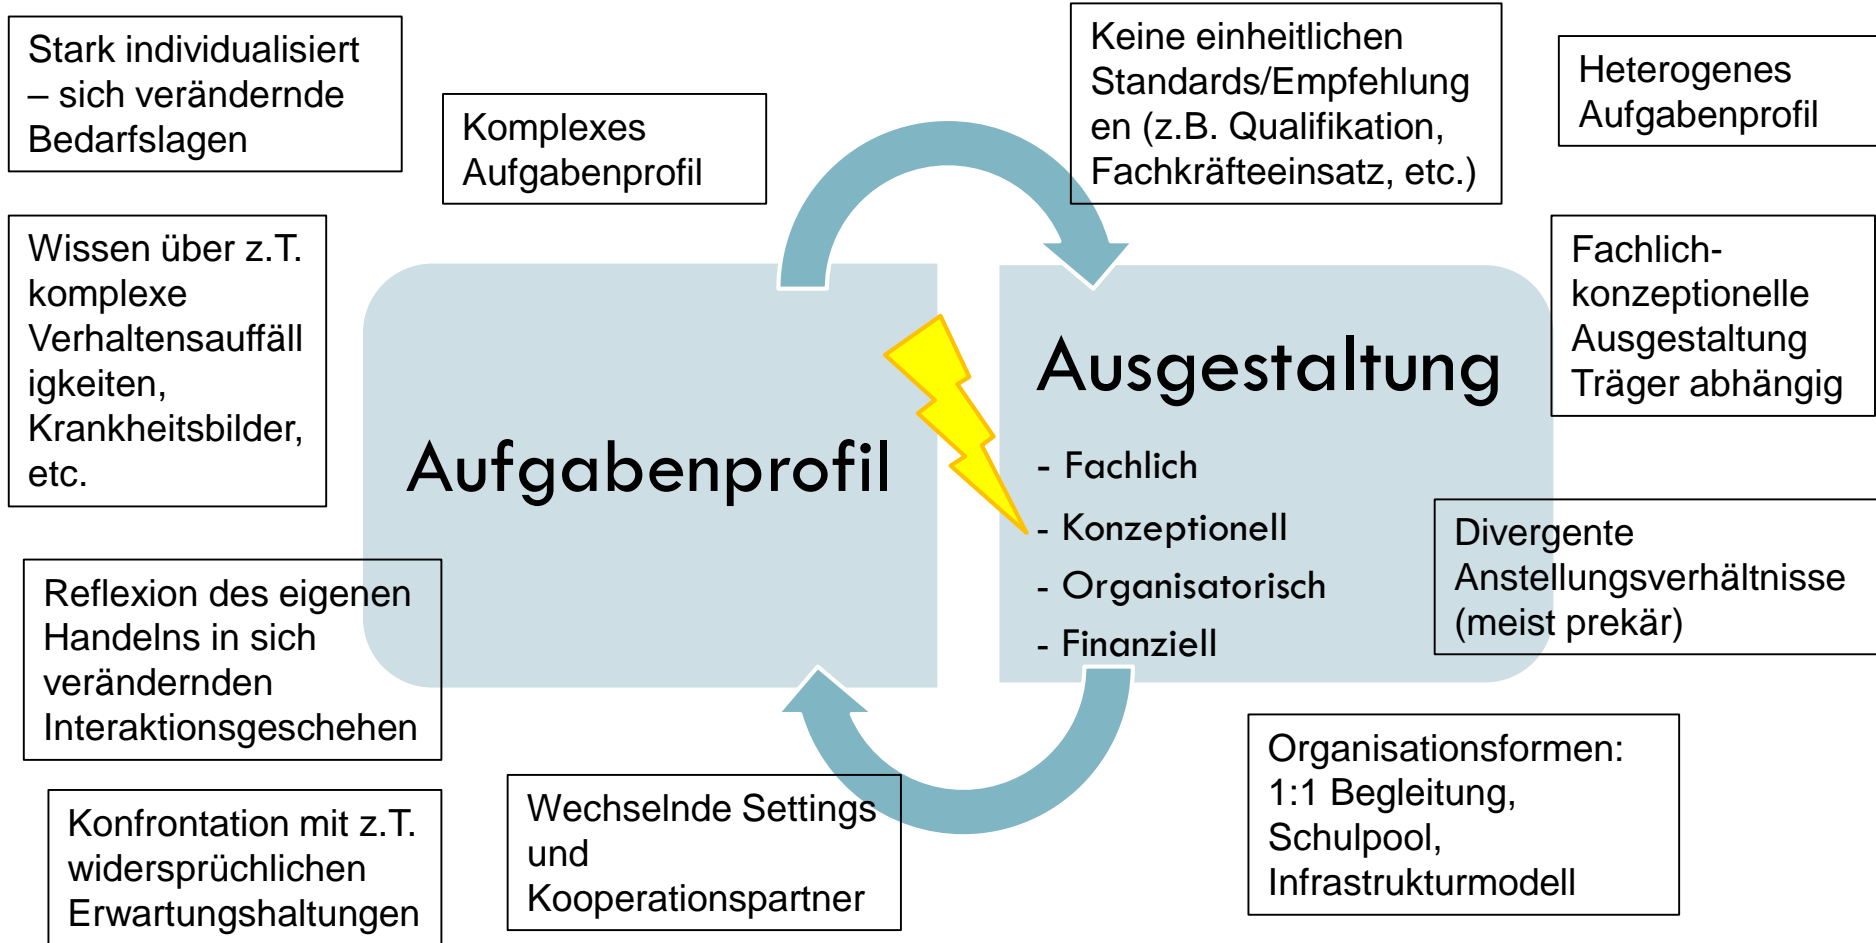 Stark individualisiert
– sich verändernde
Bedarfslagen
Komplexes
Aufgabenprofil
Keine einheitlichen
Standards/Empfehlung
en (z.B. Qualifikation,
Fachkräfteeinsatz, etc.)
Heterogenes
Aufgabenprofil
Wissen über z.T.
komplexe
Verhaltensauffäll
igkeiten,
Krankheitsbilder,
etc.
Fachlich-
konzeptionelle
Ausgestaltung
Träger abhängig
Aufgabenprofil
Ausgestaltung
- Fachlich
- Konzeptionell
- Organisatorisch
- Finanziell
Divergente
Anstellungsverhältnisse
(meist prekär)
Reflexion des eigenen
Handelns in sich
verändernden
Interaktionsgeschehen
Organisationsformen:
1:1 Begleitung,
Schulpool,
Infrastrukturmodell
Konfrontation mit z.T.
widersprüchlichen
Erwartungshaltungen
Wechselnde Settings
und
Kooperationspartner